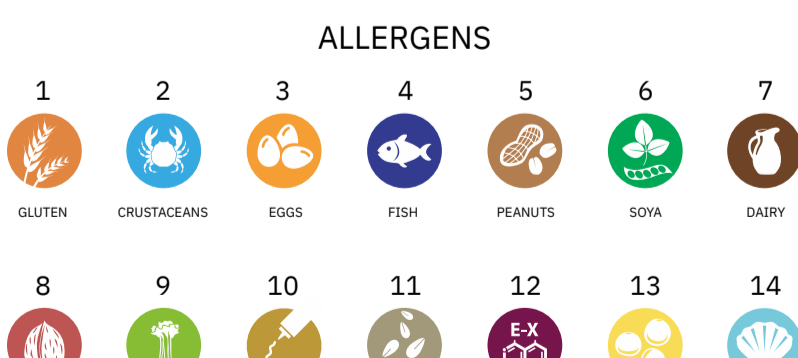 ALLERGENS
1 2 3 4 5 6 7
GLUTEN CRUSTACEANS EGGS FISH PEANUTS SOYA DAIRY
8 9 10 11 12 13 14
E-X